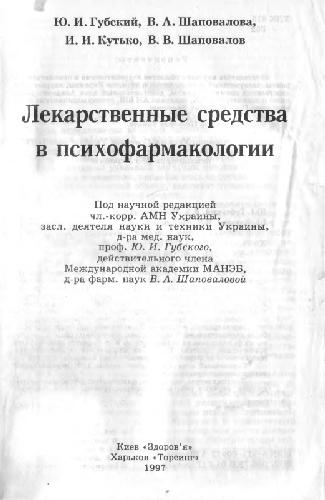 Ю. И. Губский, В. А. Шаповалова,
И. И. Кутько, В. В. Шаповалов
Лекарственные средства
в психофармакологии
Под научной редакцией
чл.-корр. АМН Украины,
засл. деятеля науки и техники Украины,
д-ра мед. наук,
проф. Ю. И. Губского,
действительного члена
Международной академии МАНЭБ,
д-ра фарм. наук В. А. Шаповаловой
Киев «Здоров'я»
Харьков «Торсинг»
1997